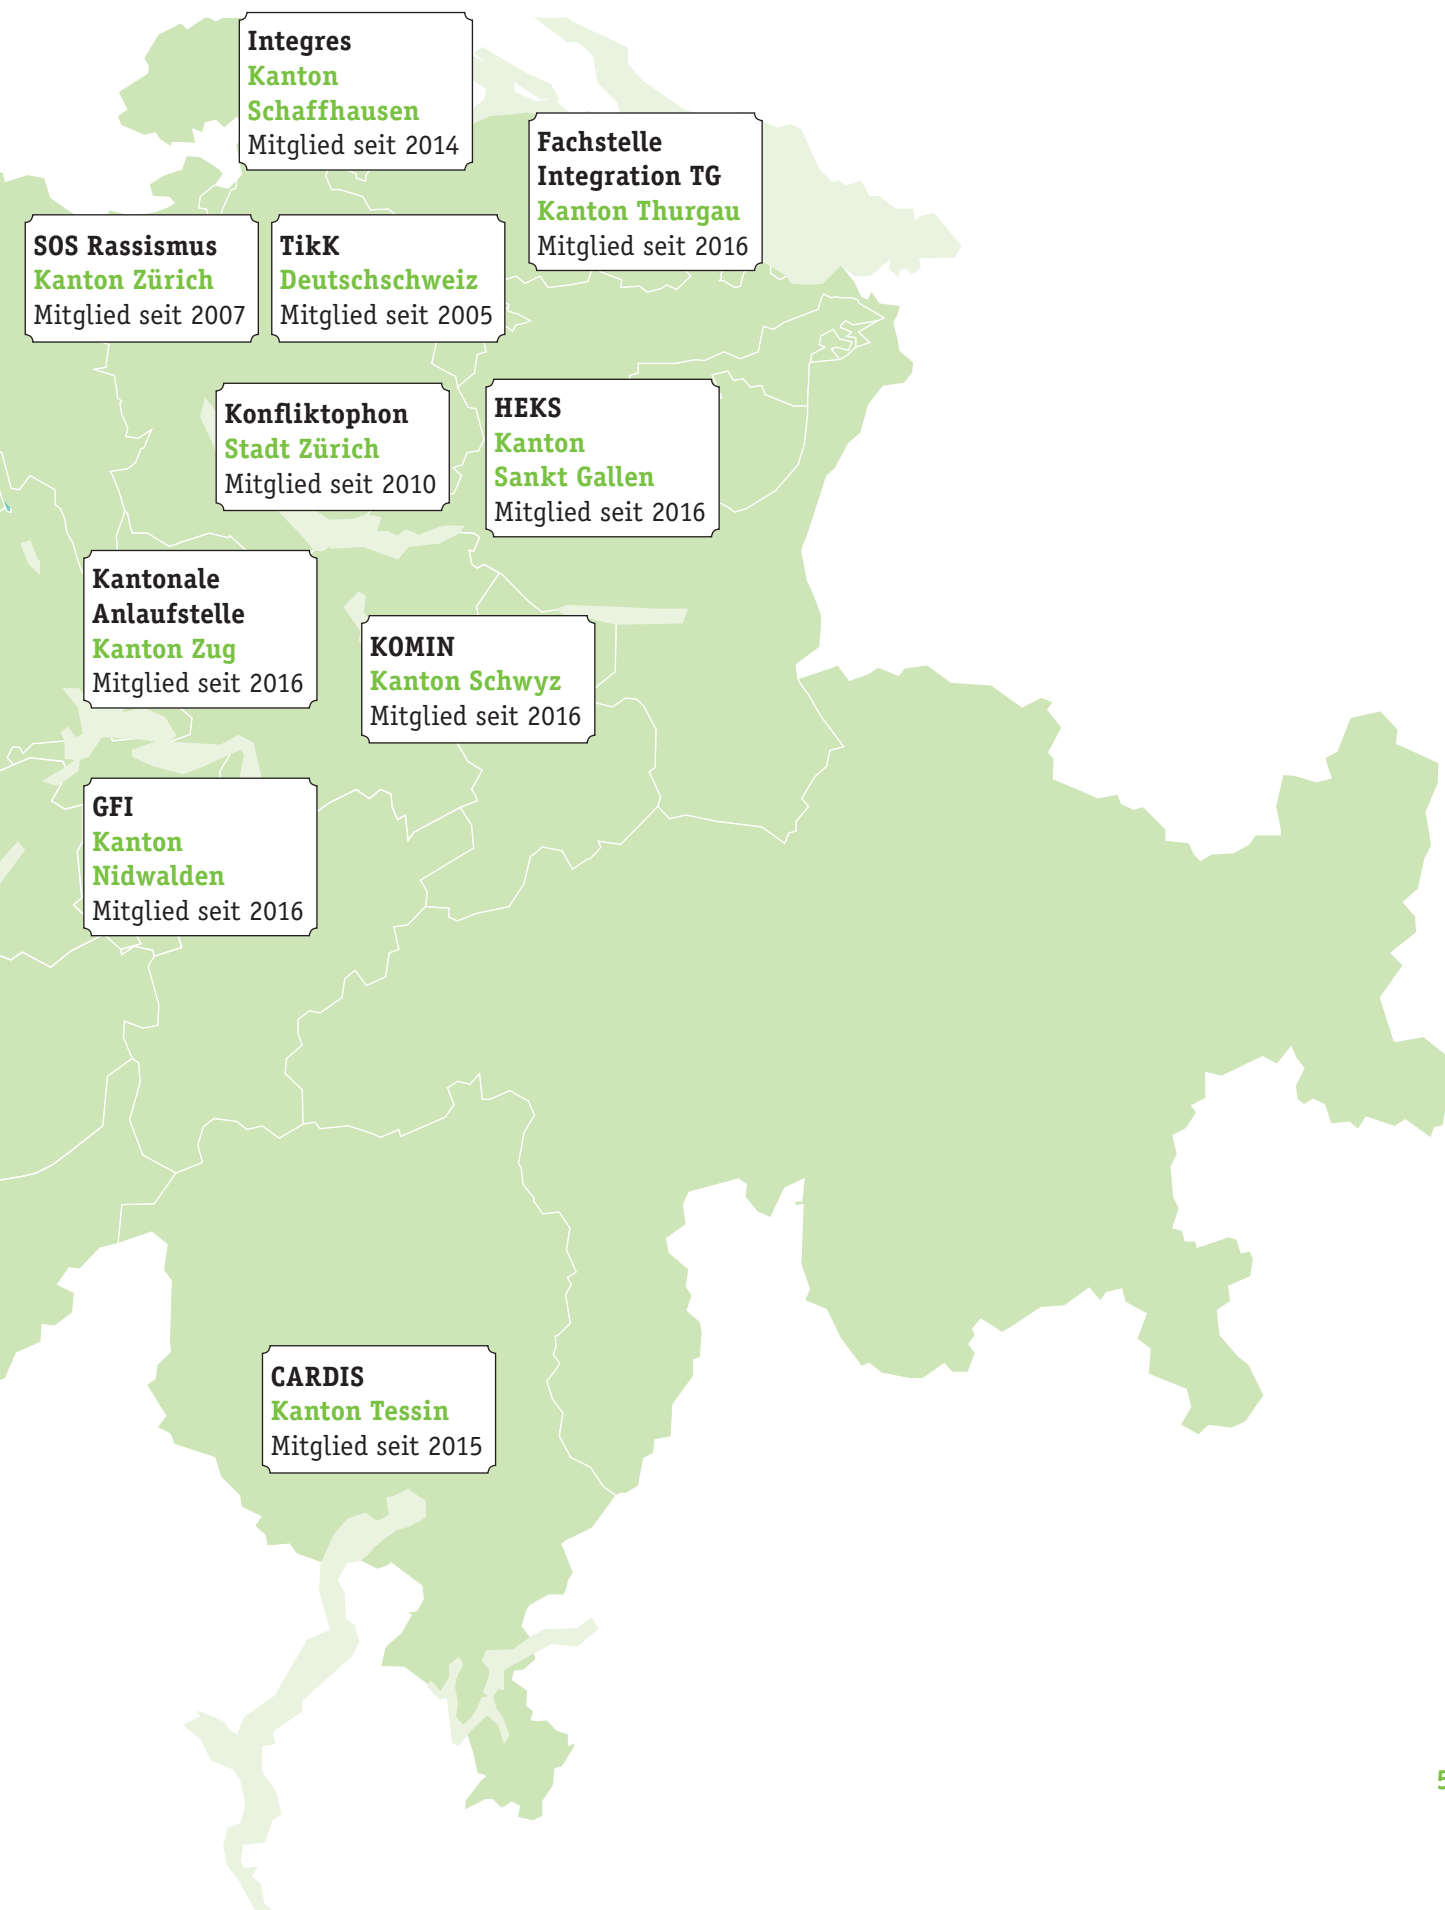 Integres
Kanton
Schaffhausen
Mitglied seit 2014
Fachstelle
Integration TG
Kanton Thurgau
Mitglied seit 2016
SOS Rassismus
Kanton Zürich
Mitglied seit 2007
TikK
Deutschschweiz
Mitglied seit 2005
Konfliktophon
Stadt Zürich
Mitglied seit 2010
HEKS
Kanton
Sankt Gallen
Mitglied seit 2016
Kantonale
Anlaufstelle
Kanton Zug
Mitglied seit 2016
KOMIN
Kanton Schwyz
Mitglied seit 2016
GFI
Kanton
Nidwalden
Mitglied seit 2016
CARDIS
Kanton Tessin
Mitglied seit 2015
5